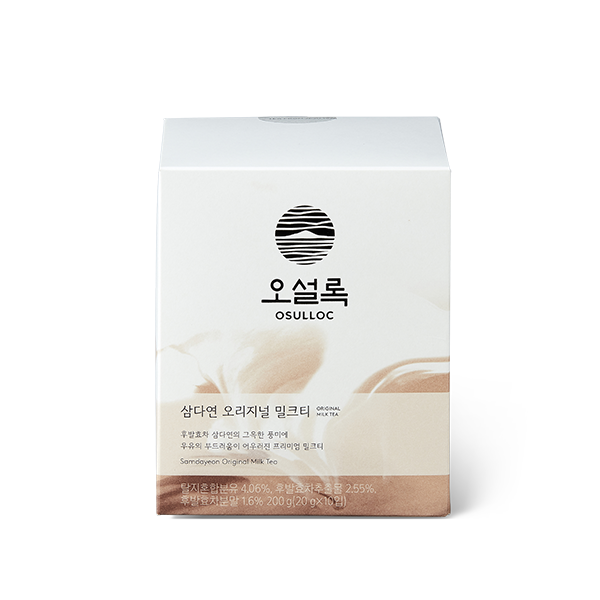 오설록
OSULLOC
삼다연 오리지널 밀크티 ORIGINAL
MILK TEA
후발효차 삼다연의 그윽한 풍미에
우유의 부드러움이 어우러진 프리미엄 밀크티
Samdayeon Original Milk Tea
탈지혼합분유 4.06%, 후발효차추출물 2.55%,
후발효차분말 1.6% 200 g(20 g×10입)